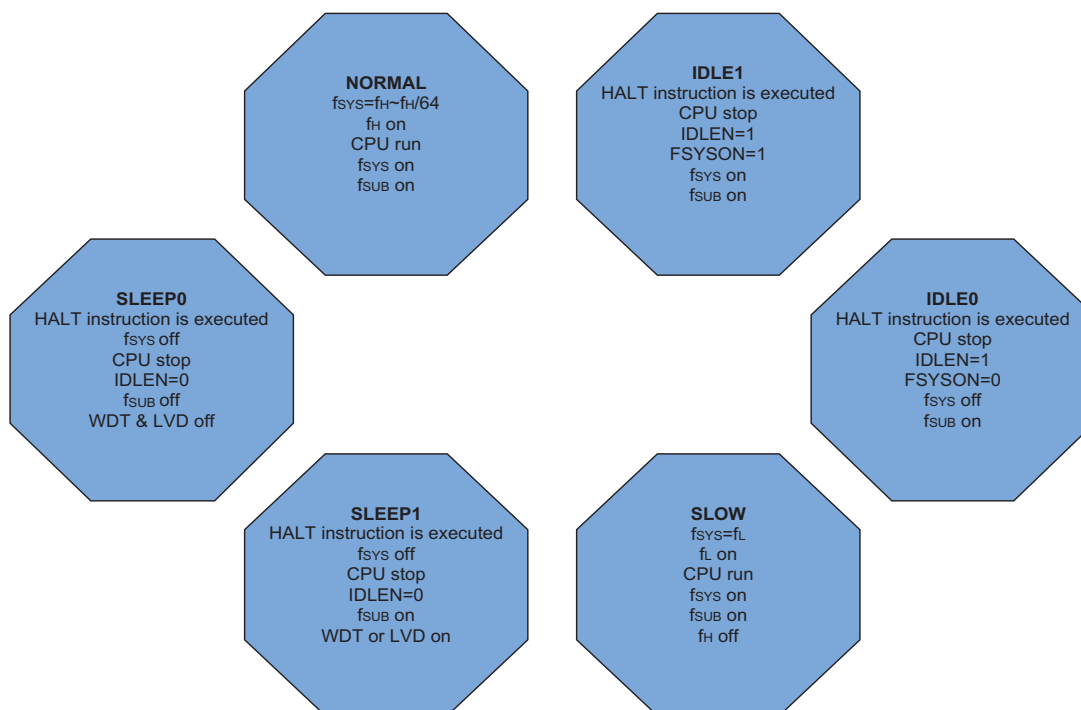 NORMAL
fSYS=fH~fH/64
fH on
CPU run
fSYS on
fSUB on
IDLE1
HALT instruction is executed
CPU stop
IDLEN=1
FSYSON=1
fSYS on
fSUB on
SLEEP0
HALT instruction is executed
fSYS off
CPU stop
IDLEN=0
fSUB off
WDT & LVD off
IDLE0
HALT instruction is executed
CPU stop
IDLEN=1
FSYSON=0
fSYS off
fSUB on
SLEEP1
HALT instruction is executed
fSYS off
CPU stop
IDLEN=0
fSUB on
WDT or LVD on
SLOW
fSYS=fL
fL on
CPU run
fSYS on
fSUB on
fH off